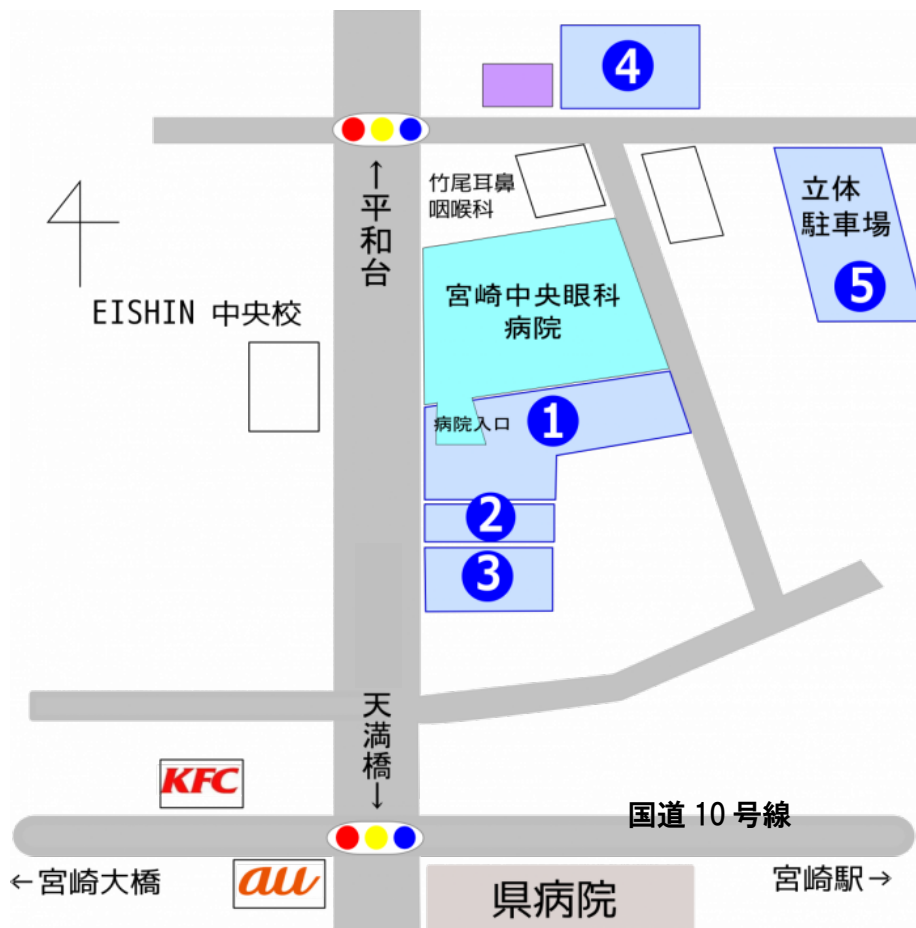 4
↑平和台
竹尾耳鼻
咽喉科
立体
駐車場
5
宮崎中央眼科
病院
EISHIN 中央校
病院入口
1
2
3
天満橋↓
KFC
国道10号線
←宮崎大橋
au
県病院
宮崎駅→